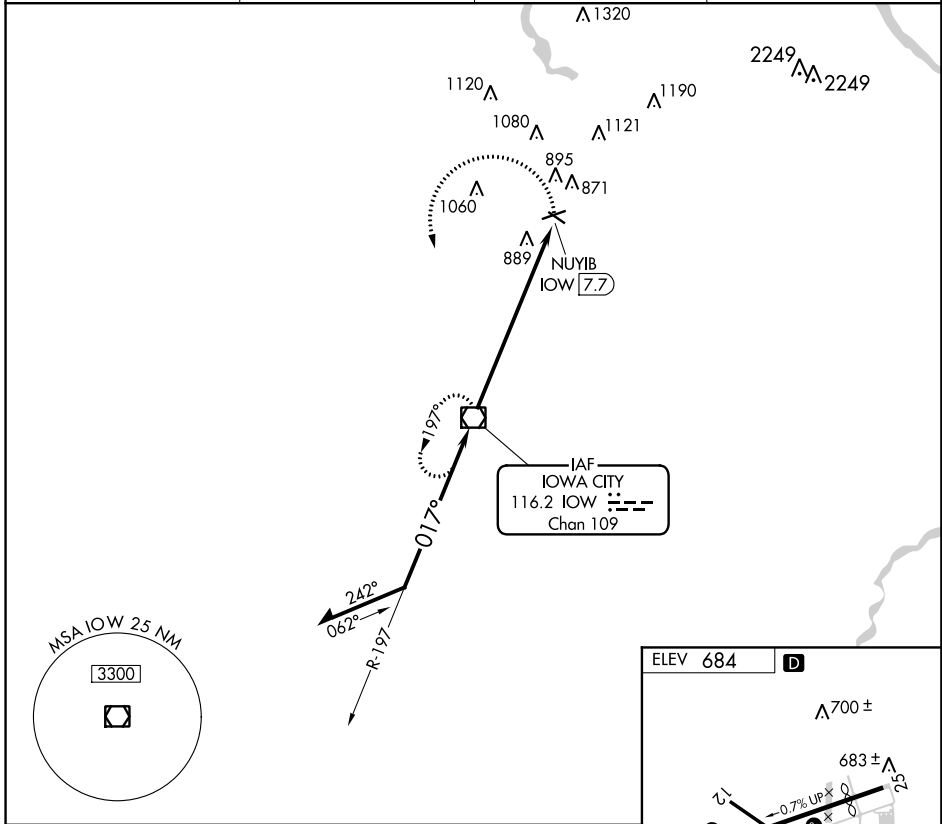 1320
2249
2249
1120
1190
1080
1121
895
871
1060
889
NUYIB
IOW 7.7
197°
IAF
IOWA CITY
116.2 IOW
Chan 109
017°
242°
062°
R-197
MSA IOW 25 NM
3300
ELEV 684
D
700 ±
683 ±
25
12
0.7% UP